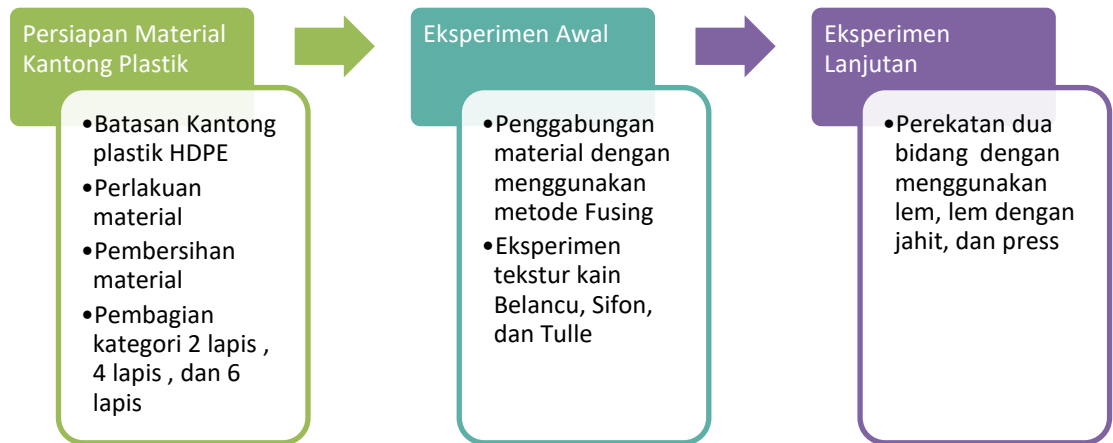 Persiapan Material
Kantong Plastik
•Batasan Kantong
plastik HDPE
•Perlakuan
material
•Pembersihan
material
•Pembagian
kategori 2 lapis ,
4 lapis , dan 6
lapis
Eksperimen Awal
•Penggabungan
material dengan
menggunakan
metode Fusing
•Eksperimen
tekstur kain
Belancu, Sifon,
dan Tulle
Eksperimen
Lanjutan
•Perekatan dua
bidang  dengan
menggunakan
lem, lem dengan
jahit, dan press